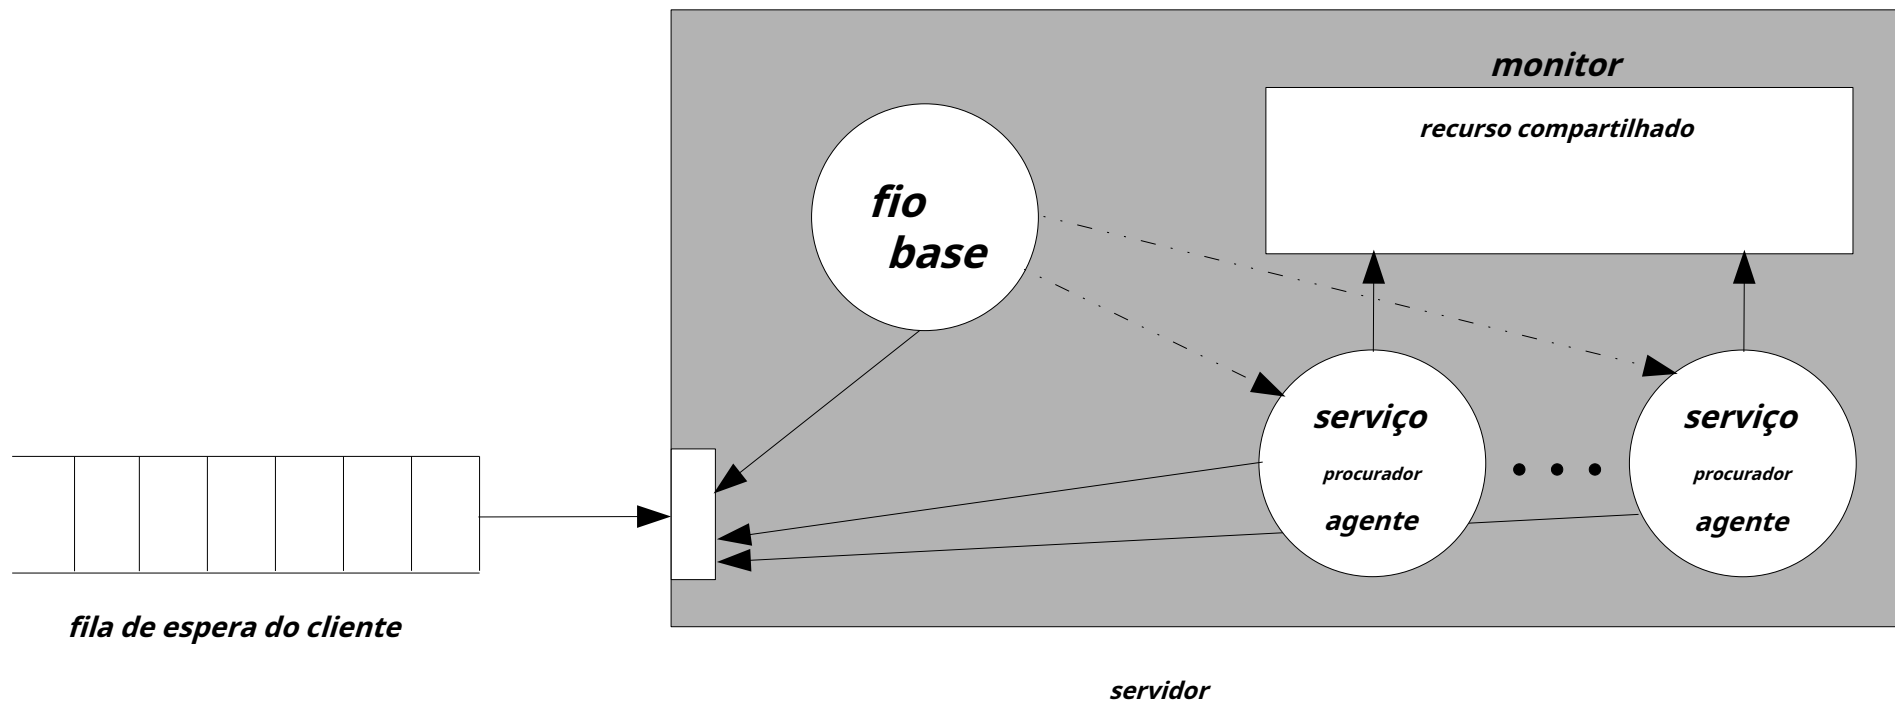 monitor
recurso compartilhado
fio
base
serviço
procurador
agente
serviço
procurador
agente
fila de espera do cliente
servidor